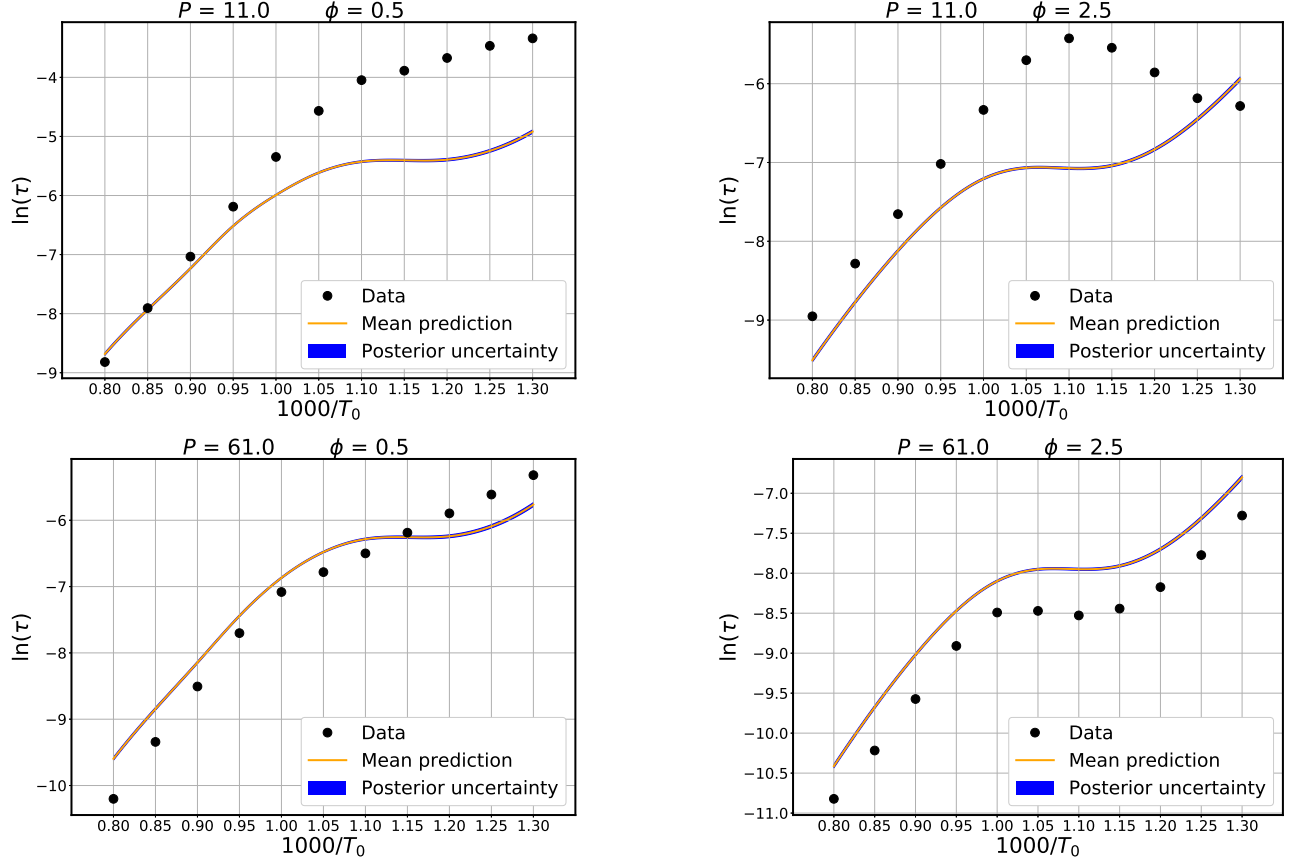 P = 11.0 ϕ = 0.5
−4
−5
−6
−7
−8
−9
ln(τ)
Data
Mean prediction
Posterior uncertainty
0.80 0.85 0.90 0.95 1.00 1.05 1.10 1.15 1.20 1.25 1.30
1000/T₀
P = 11.0 ϕ = 2.5
−6
−7
−8
−9
ln(τ)
Data
Mean prediction
Posterior uncertainty
0.80 0.85 0.90 0.95 1.00 1.05 1.10 1.15 1.20 1.25 1.30
1000/T₀
P = 61.0 ϕ = 0.5
−6
−7
−8
−9
−10
ln(τ)
Data
Mean prediction
Posterior uncertainty
0.80 0.85 0.90 0.95 1.00 1.05 1.10 1.15 1.20 1.25 1.30
1000/T₀
P = 61.0 ϕ = 2.5
−7.0
−7.5
−8.0
−8.5
−9.0
−9.5
−10.0
−10.5
−11.0
ln(τ)
Data
Mean prediction
Posterior uncertainty
0.80 0.85 0.90 0.95 1.00 1.05 1.10 1.15 1.20 1.25 1.30
1000/T₀